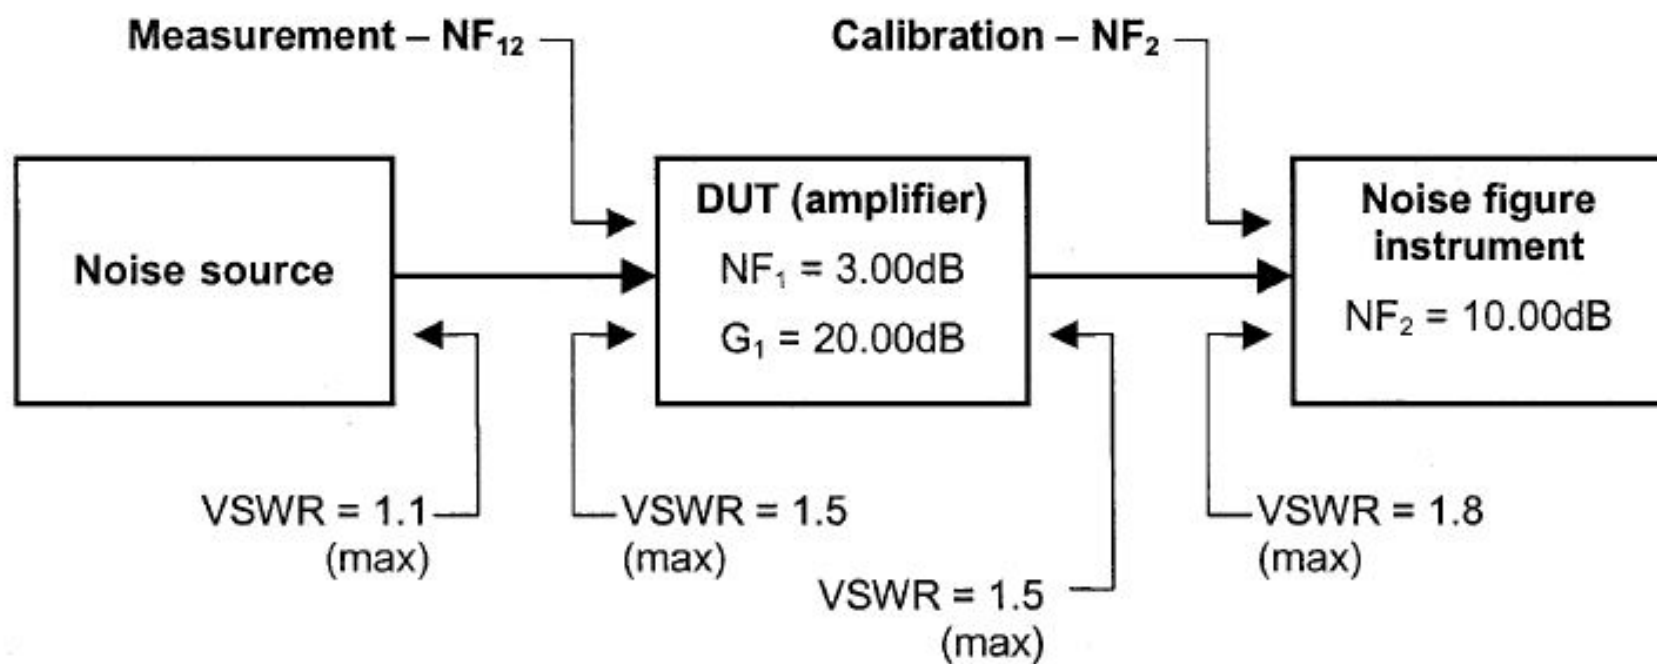 Measurement – NF₁₂
Calibration – NF₂
Noise source
DUT (amplifier)
NF₁ = 3.00dB
G₁ = 20.00dB
Noise figure
instrument
NF₂ = 10.00dB
VSWR = 1.1
(max)
VSWR = 1.5
(max)
VSWR = 1.5
(max)
VSWR = 1.8
(max)